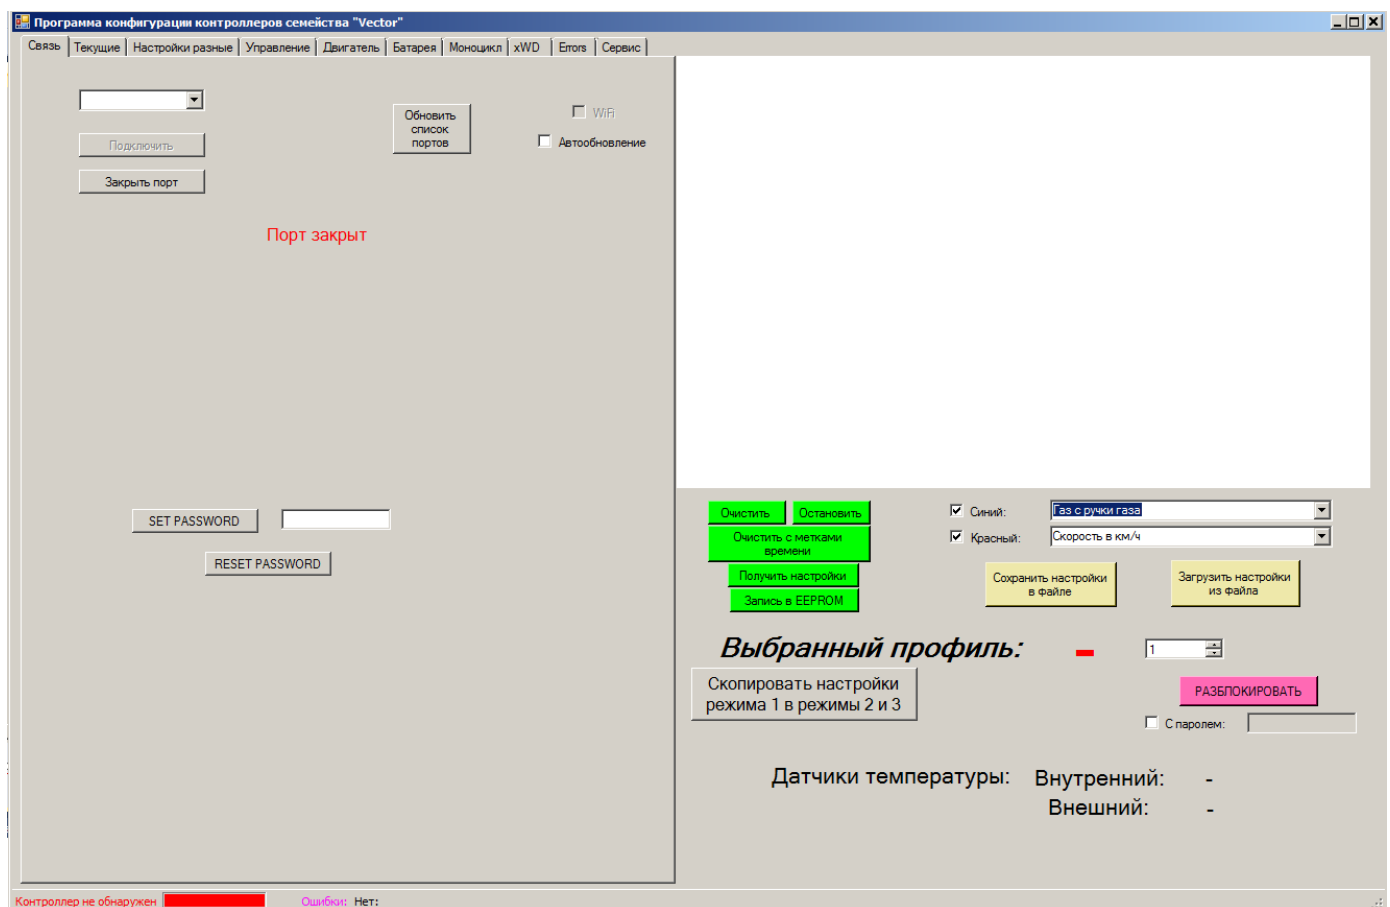 Программа конфигурации контроллеров семейства "Vector"
Связь Текущие Настройки разные Управление Двигатель Батарея Моноцикл xWD Errors Сервис
Обновить
список
портов
WiFi
Автообновление
Подключить
Закрыть порт
Порт закрыт
SET PASSWORD
RESET PASSWORD
Очистить Остановить
Очистить с метками
времени
Получить настройки
Запись в EEPROM
Синий: Газ с ручки газа
Красный: Скорость в км/ч
Сохранить настройки
в файле
Загрузить настройки
из файла
Выбранный профиль: - 1
Скопировать настройки
режима 1 в режимы 2 и 3
РАЗБЛОКИРОВАТЬ
С паролем:
Датчики температуры: Внутренний: -
Внешний: -
Контроллер не обнаружен Ошибки: Нет: